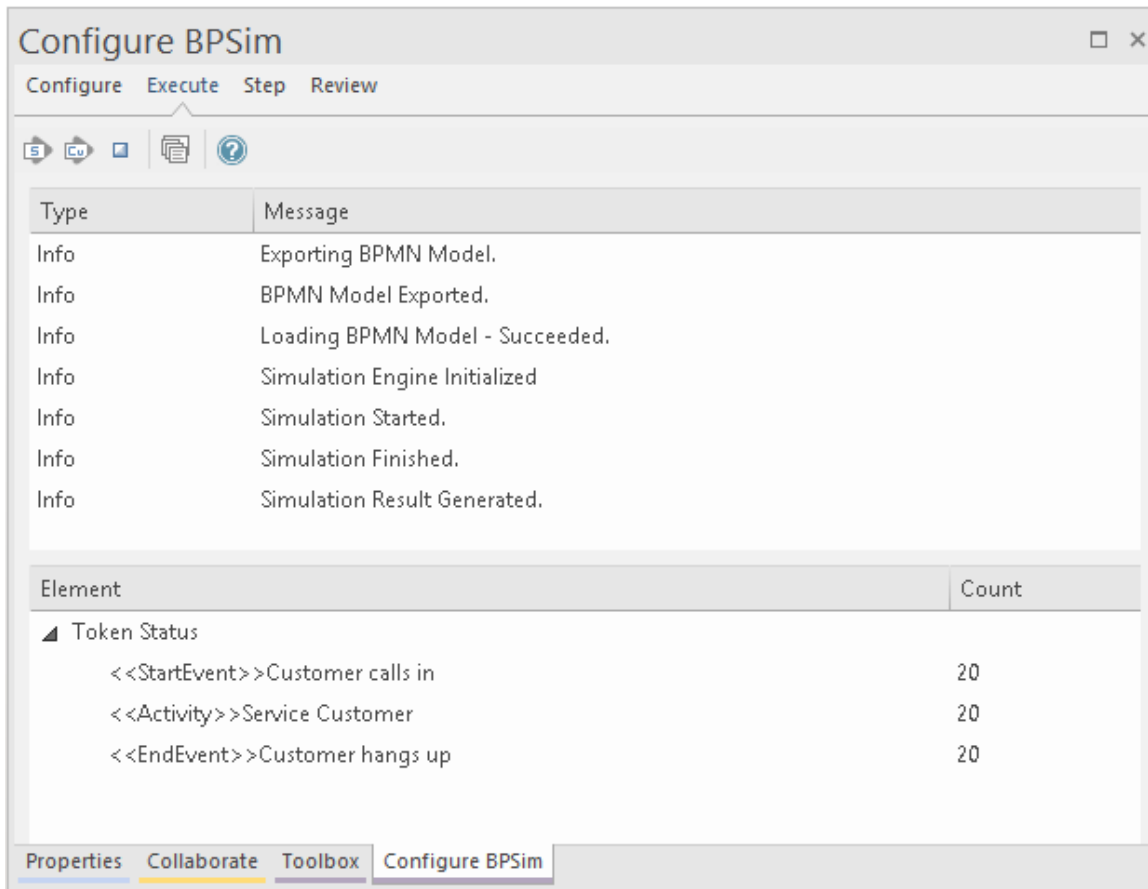 Configure BPSim
Configure Execute Step Review
S Cu ?
Type Message
Info Exporting BPMN Model.
Info BPMN Model Exported.
Info Loading BPMN Model - Succeeded.
Info Simulation Engine Initialized
Info Simulation Started.
Info Simulation Finished.
Info Simulation Result Generated.
Element Count
Token Status
<<StartEvent>>Customer calls in 20
<<Activity>>Service Customer 20
<<EndEvent>>Customer hangs up 20
Properties Collaborate Toolbox Configure BPSim